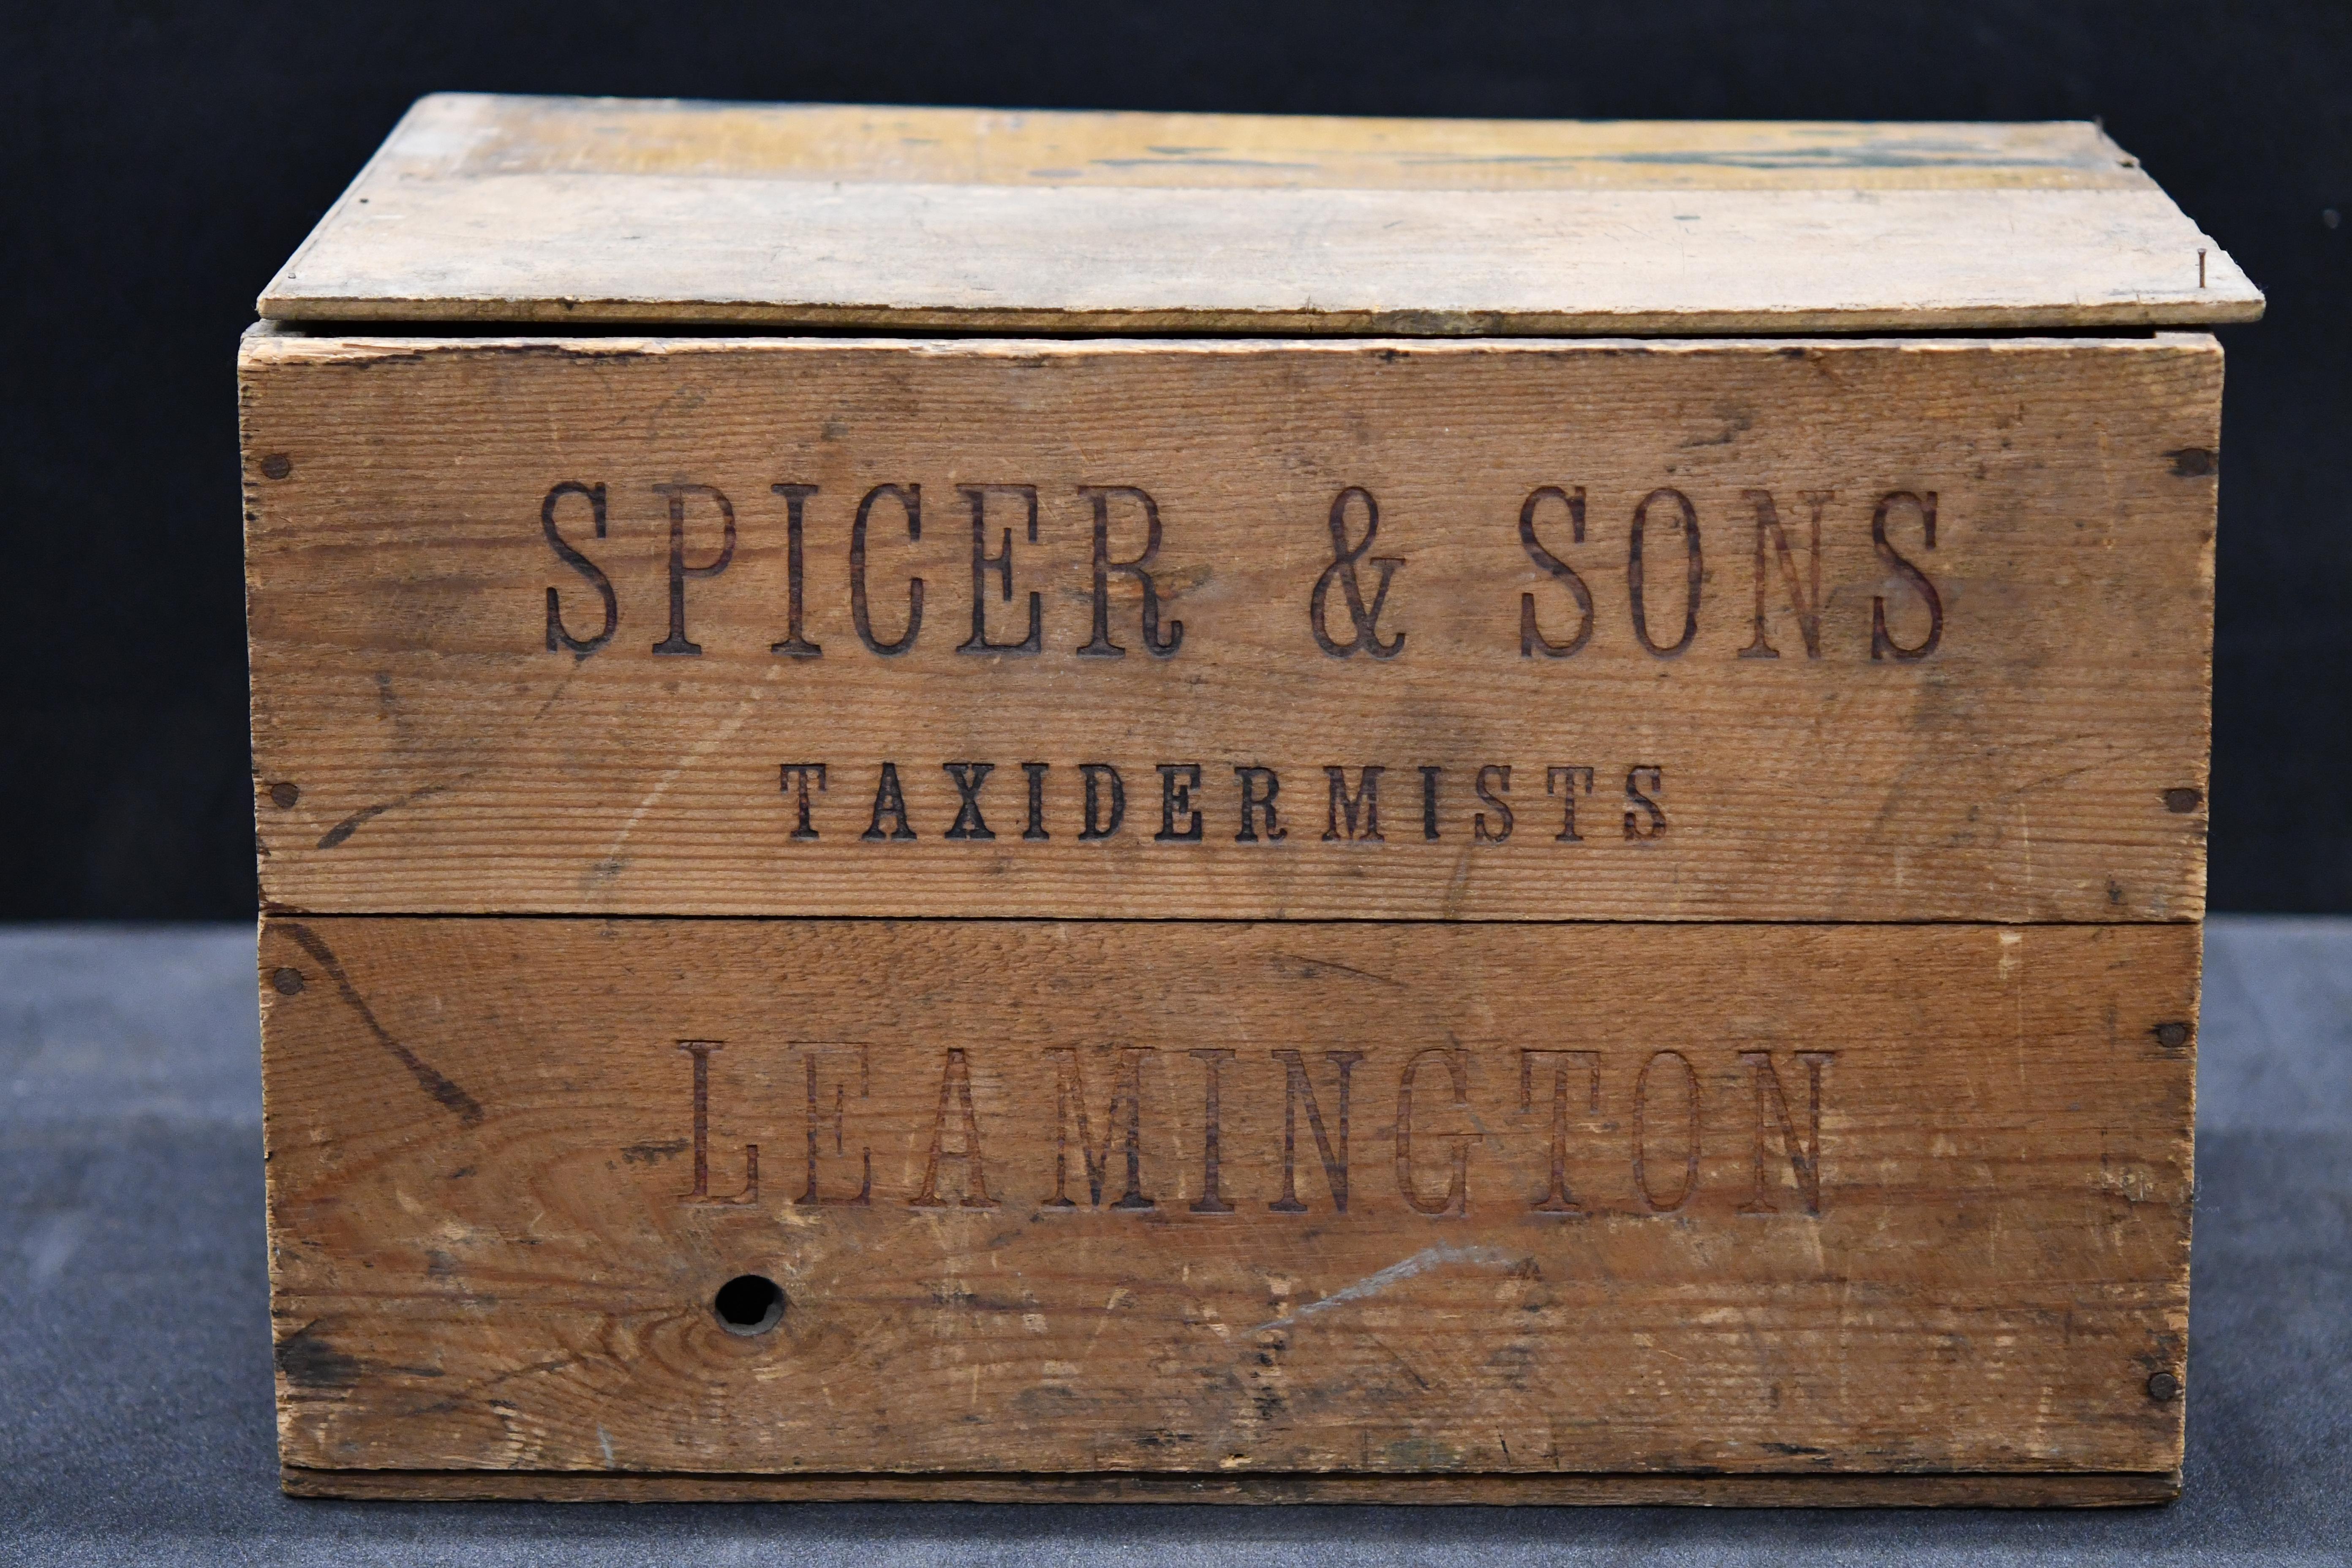 SPICER & SONS
TAXIDERMISTS
LEAMINGTON